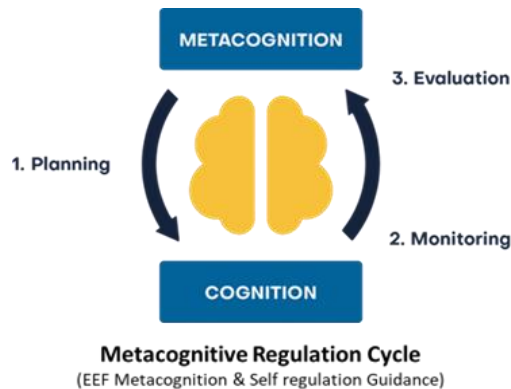 METACOGNITION
3. Evaluation
1. Planning
2. Monitoring
COGNITION
Metacognitive Regulation Cycle
(EEF Metacognition & Self regulation Guidance)